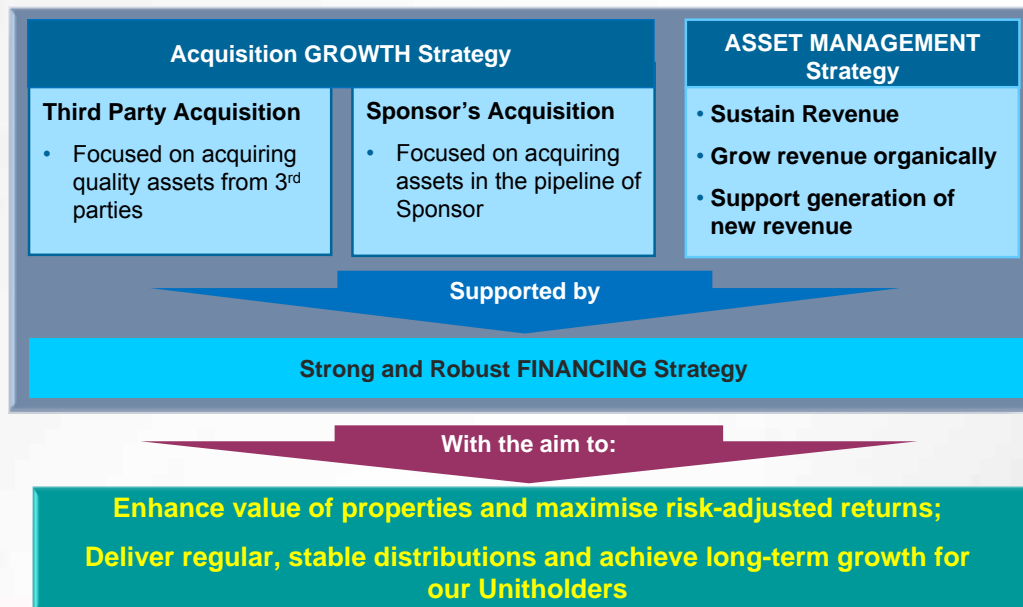 Acquisition GROWTH Strategy
Third Party Acquisition
• Focused on acquiring
quality assets from 3rd
parties
Sponsor's Acquisition
• Focused on acquiring
assets in the pipeline of
Sponsor
ASSET MANAGEMENT
Strategy
• Sustain Revenue
• Grow revenue organically
• Support generation of
new revenue
Supported by
Strong and Robust FINANCING Strategy
With the aim to:
Enhance value of properties and maximise risk-adjusted returns;
Deliver regular, stable distributions and achieve long-term growth for
our Unitholders